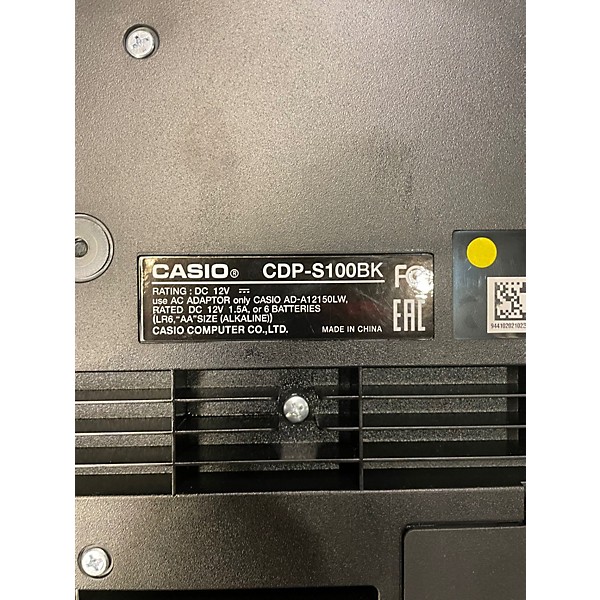 CASIO® CDP-S100BK
RATING : DC 12V ⎓
use AC ADAPTOR only CASIO AD-A12150LW,
RATED DC 12V 1.5A, or 6 BATTERIES
(LR6,"AA"SIZE (ALKALINE))
CASIO COMPUTER CO.,LTD. MADE IN CHINA
FC
EAC